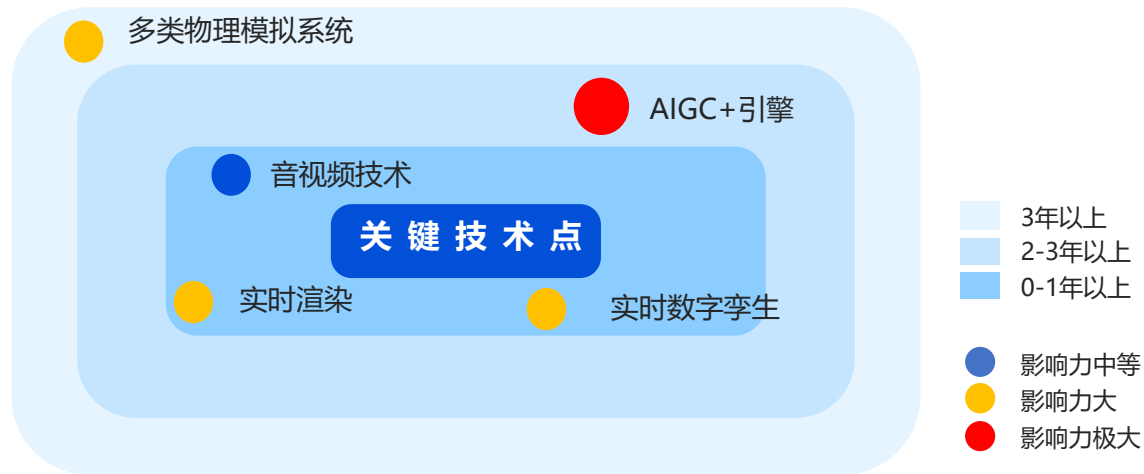 多类物理模拟系统
AIGC+引擎
音视频技术
关键技术点
实时渲染
实时数字孪生
3年以上
2-3年以上
0-1年以上
影响力中等
影响力大
影响力极大